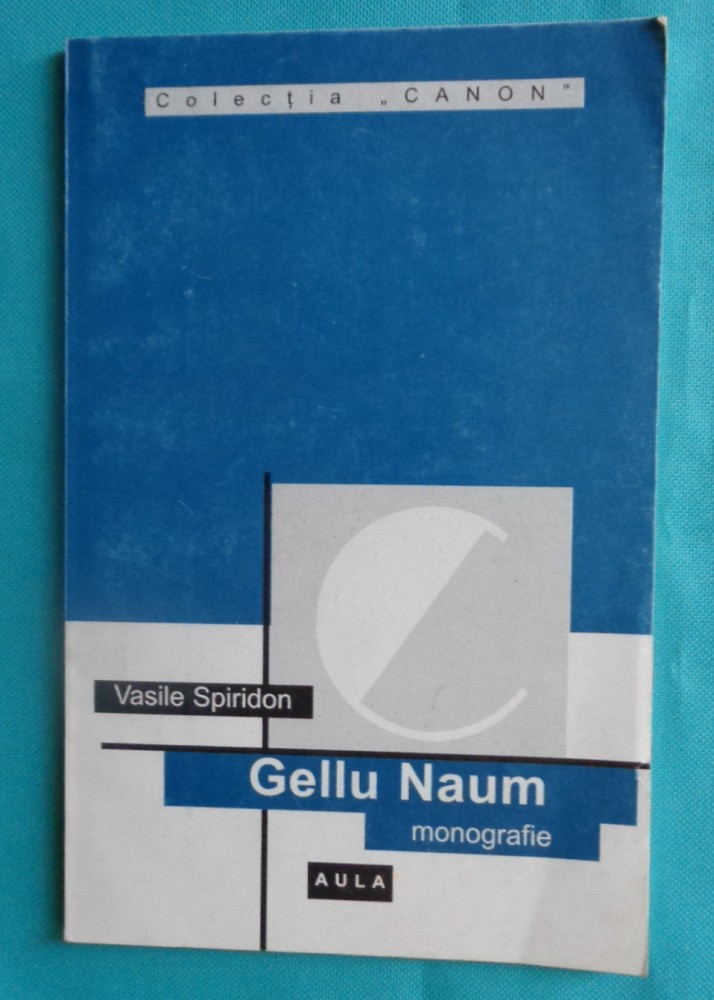 Colecția „CANON”
Vasile Spiridon
Gellu Naum
monografie
AULA